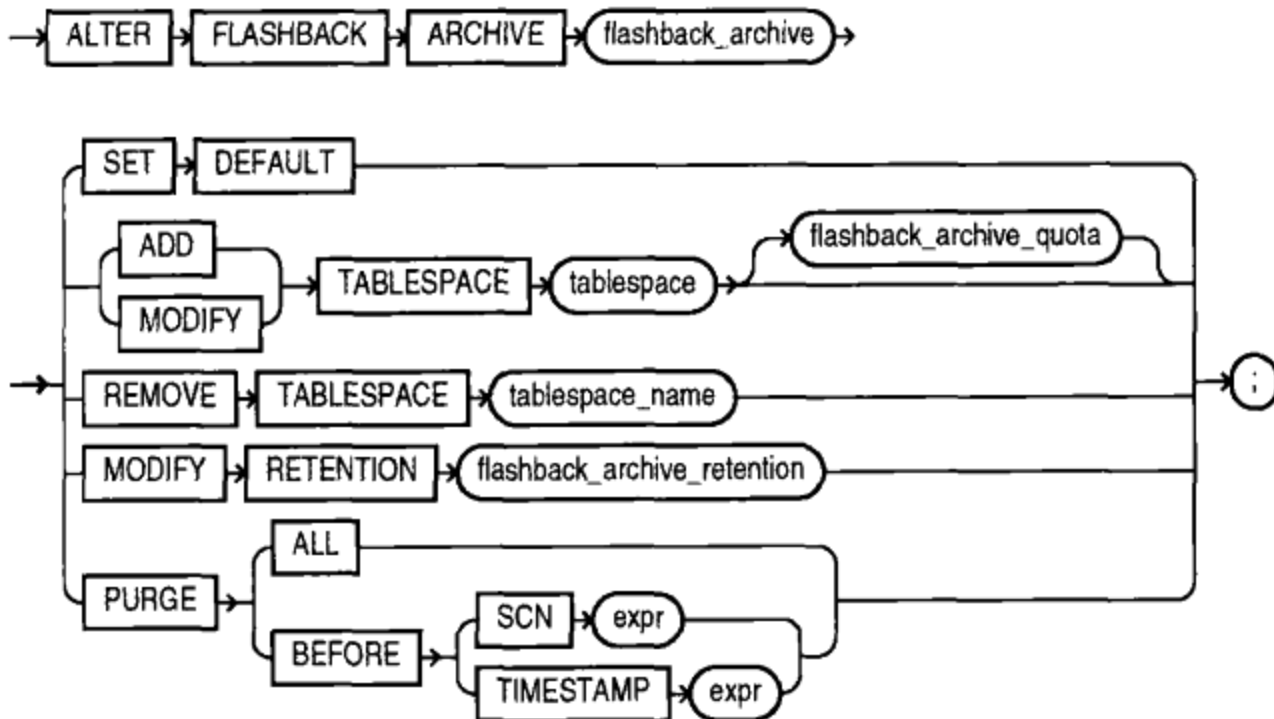 ALTER FLASHBACK ARCHIVE flashback_archive
SET DEFAULT
flashback_archive_quota
ADD
TABLESPACE tablespace
MODIFY
REMOVE TABLESPACE tablespace_name
;
MODIFY RETENTION flashback_archive_retention
ALL
PURGE
SCN expr
BEFORE
TIMESTAMP expr